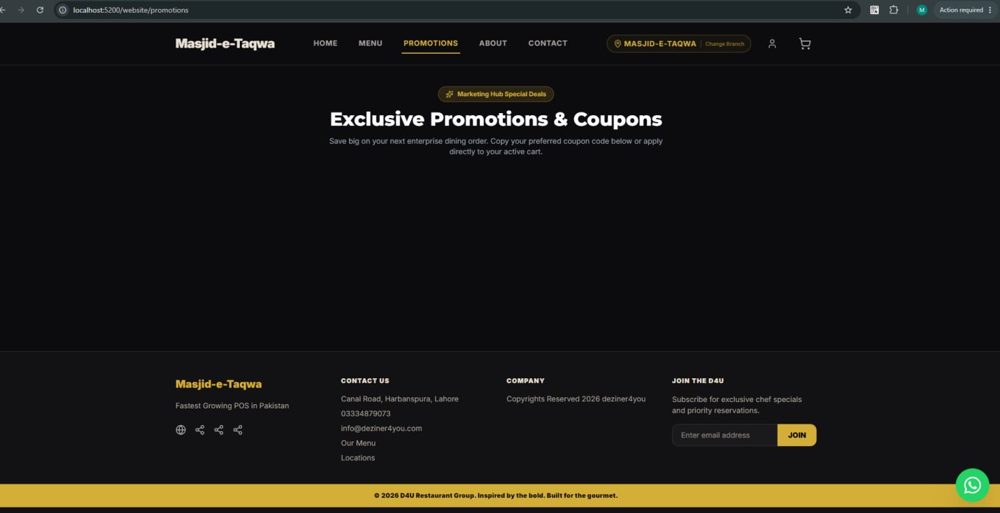 localhost:5200/website/promotions
M
Action required
Masjid-e-Taqwa
HOME
MENU
PROMOTIONS
ABOUT
CONTACT
MASJID-E-TAQWA | Change Branch
Marketing Hub Special Deals
Exclusive Promotions & Coupons
Save big on your next enterprise dining order. Copy your preferred coupon code below or apply
directly to your active cart.
Masjid-e-Taqwa
Fastest Growing POS in Pakistan
CONTACT US
Canal Road, Harbanspura, Lahore
03334879073
info@deziner4you.com
Our Menu
Locations
COMPANY
Copyrights Reserved 2026 deziner4you
JOIN THE D4U
Subscribe for exclusive chef specials
and priority reservations.
Enter email address
JOIN
© 2026 D4U Restaurant Group. Inspired by the bold. Built for the gourmet.